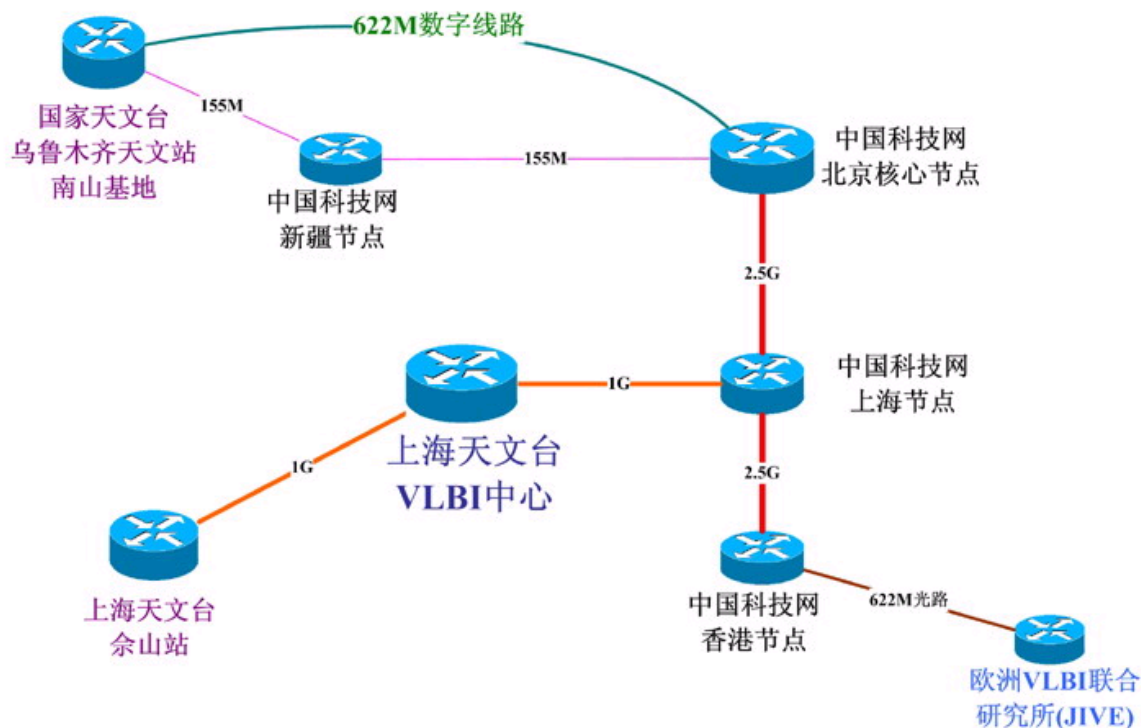 622M数字线路
国家天文台
乌鲁木齐天文站
南山基地
155M
中国科技网
新疆节点
155M
中国科技网
北京核心节点
2.5G
中国科技网
上海节点
1G
上海天文台
VLBI中心
1G
上海天文台
佘山站
2.5G
中国科技网
香港节点
622M光路
欧洲VLBI联合
研究所(JIVE)